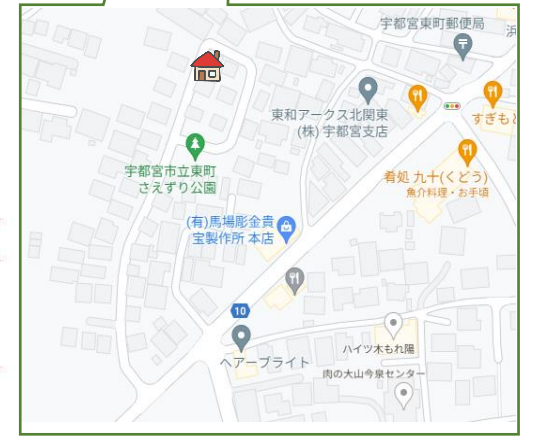 宇都宮東町郵便局
浜
東和アークス北関東
(株) 宇都宮支店
すぎもと
宇都宮市立東町
さえずり公園
肴処 九十(くどう)
魚介料理・お手頃
(有)馬場彫金貴
宝製作所 本店
10
ヘアーブライト
ハイツ木もれ陽
肉の大山今泉センター